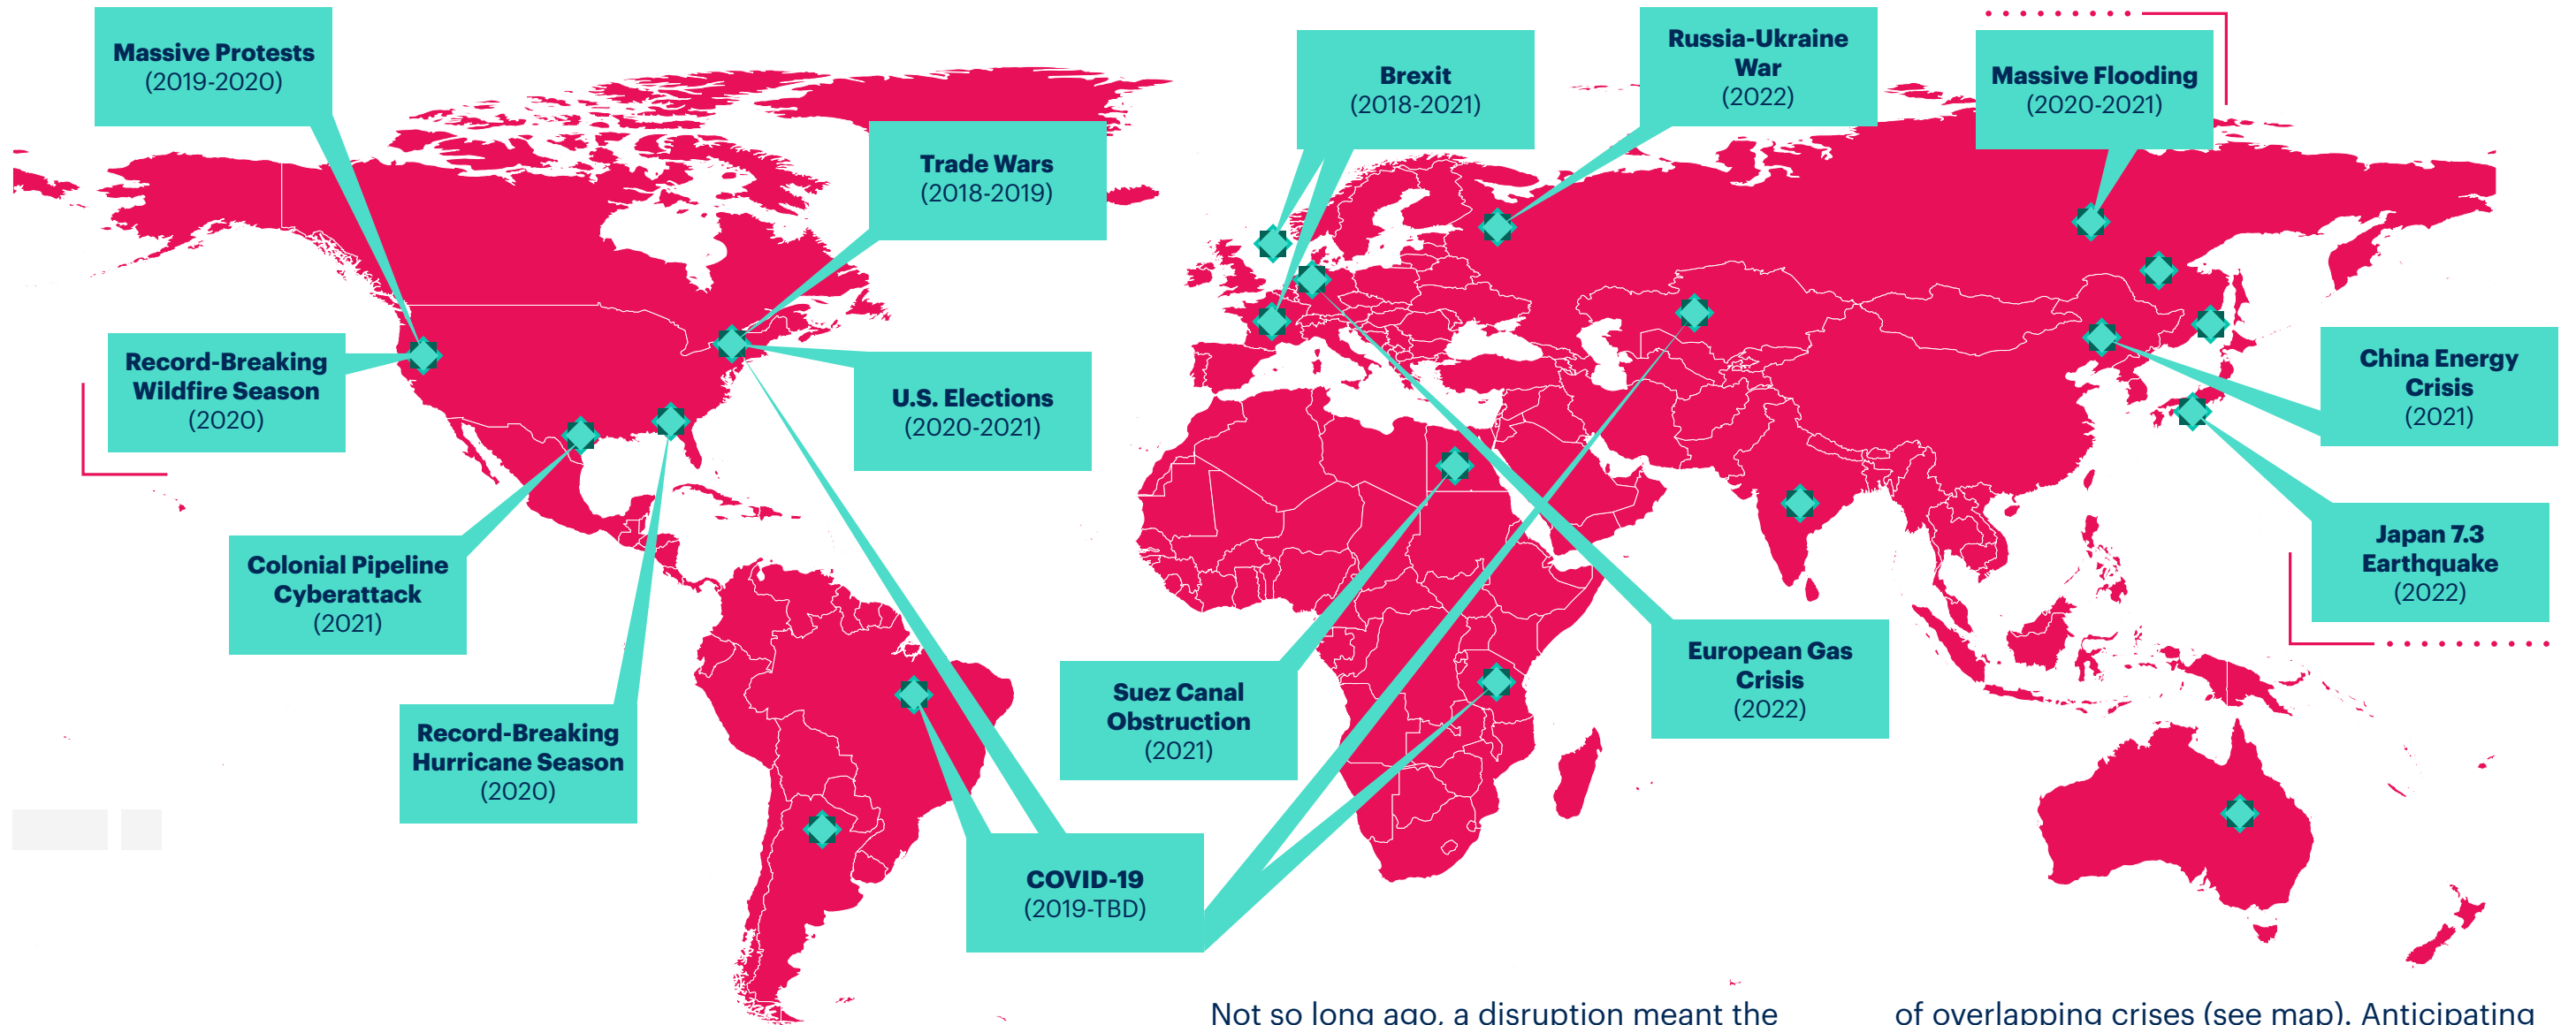 Massive Protests
(2019-2020)
Trade Wars
(2018-2019)
Brexit
(2018-2021)
Russia-Ukraine
War
(2022)
Massive Flooding
(2020-2021)
Record-Breaking
Wildfire Season
(2020)
U.S. Elections
(2020-2021)
China Energy
Crisis
(2021)
Colonial Pipeline
Cyberattack
(2021)
Japan 7.3
Earthquake
(2022)
Record-Breaking
Hurricane Season
(2020)
Suez Canal
Obstruction
(2021)
European Gas
Crisis
(2022)
COVID-19
(2019-TBD)
Not so long ago, a disruption meant the
of overlapping crises (see map). Anticipating